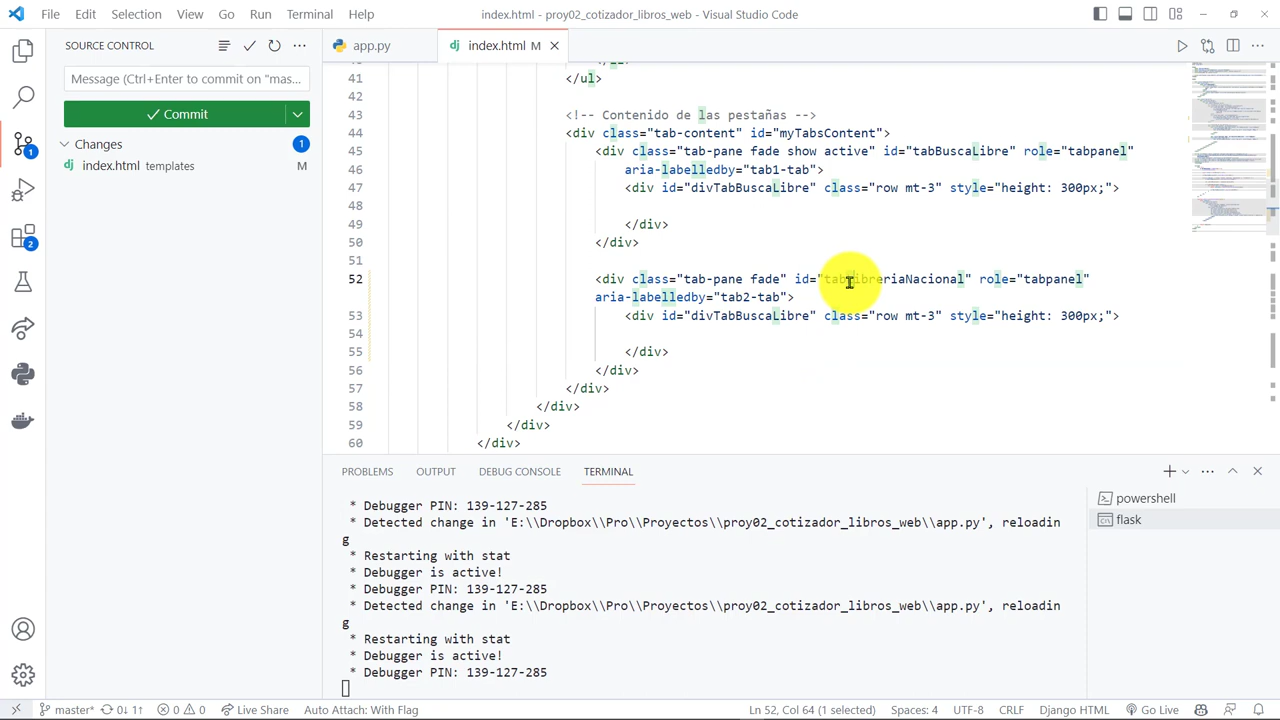 File Edit Selection View Go Run Terminal Help index.html - proy02_cotizador_libros_web - Visual Studio Code
SOURCE CONTROL
app.py
index.html M
Message (Ctrl+Enter to commit on "mas...
Commit
Changes 1
index.html templates M
1
2
41 </ul>
42
43 <!-- Contenido de las pestañas -->
44 <div class="tab-content" id="myTabsContent">
45 role="tabpanel"
46 aria-labelledby="tab1-tab">
47 <div id="divTabBuscaLibre" class="row mt-3" style="height: 300px;">
48
49 </div>
50 </div>
51
52 <div class="tab-pane fade" id="tabLibreriaNacional" role="tabpanel"
aria-labelledby="tab2-tab">
53 <div id="divTabBuscaLibre" class="row mt-3" style="height: 300px;">
54
55 </div>
56 </div>
57 </div>
58 </div>
59 </div>
60 </div>
PROBLEMS OUTPUT DEBUG CONSOLE TERMINAL
powershell
flask
* Debugger PIN: 139-127-285
* Detected change in 'E:\\Dropbox\\Pro\\Proyectos\\proy02_cotizador_libros_web\\app.py', reloadin
g
* Restarting with stat
* Debugger is active!
* Debugger PIN: 139-127-285
* Detected change in 'E:\\Dropbox\\Pro\\Proyectos\\proy02_cotizador_libros_web\\app.py', reloadin
g
* Restarting with stat
* Debugger is active!
* Debugger PIN: 139-127-285
master* 0↓ 1↑ 0 0 Live Share Auto Attach: With Flag Ln 52, Col 64 (1 selected) Spaces: 4 UTF-8 CRLF Django HTML Go Live